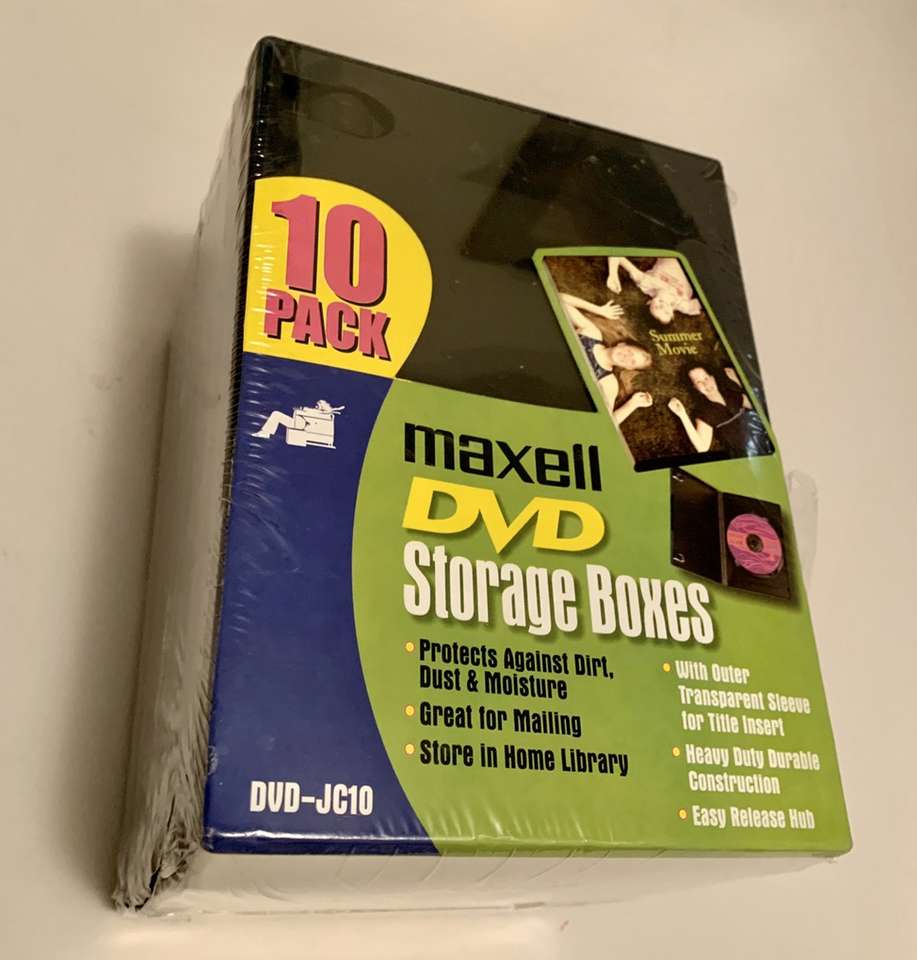 10
PACK
Summer
Movie
maxell
DVD
Storage Boxes
• Protects Against Dirt,
Dust & Moisture
• Great for Mailing
• Store in Home Library
• With Outer
Transparent Sleeve
for Title Insert
• Heavy Duty Durable
Construction
• Easy Release Hub
DVD-JC10